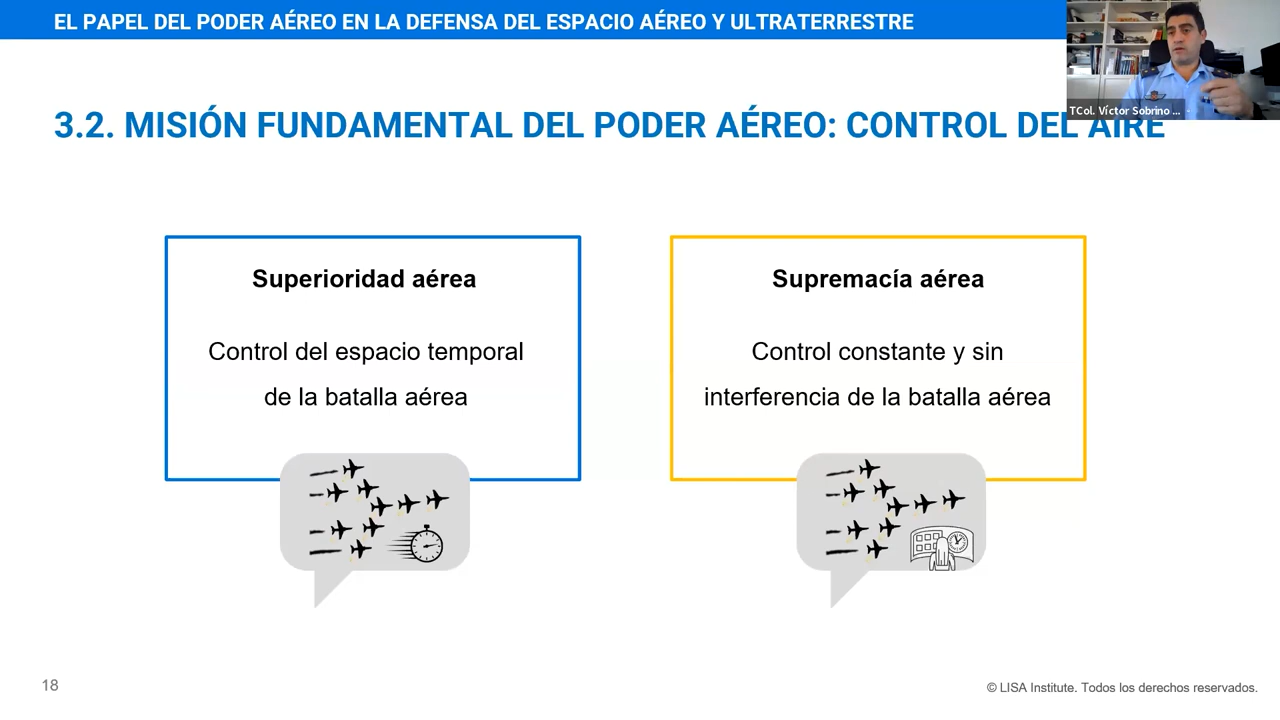 EL PAPEL DEL PODER AÉREO EN LA DEFENSA DEL ESPACIO AÉREO Y ULTRATERRESTRE
TCol. Víctor Sobrino ...
3.2. MISIÓN FUNDAMENTAL DEL PODER AÉREO: CONTROL DEL AIRE
Superioridad aérea
Control del espacio temporal
de la batalla aérea
Supremacía aérea
Control constante y sin
interferencia de la batalla aérea
18
© LISA Institute. Todos los derechos reservados.